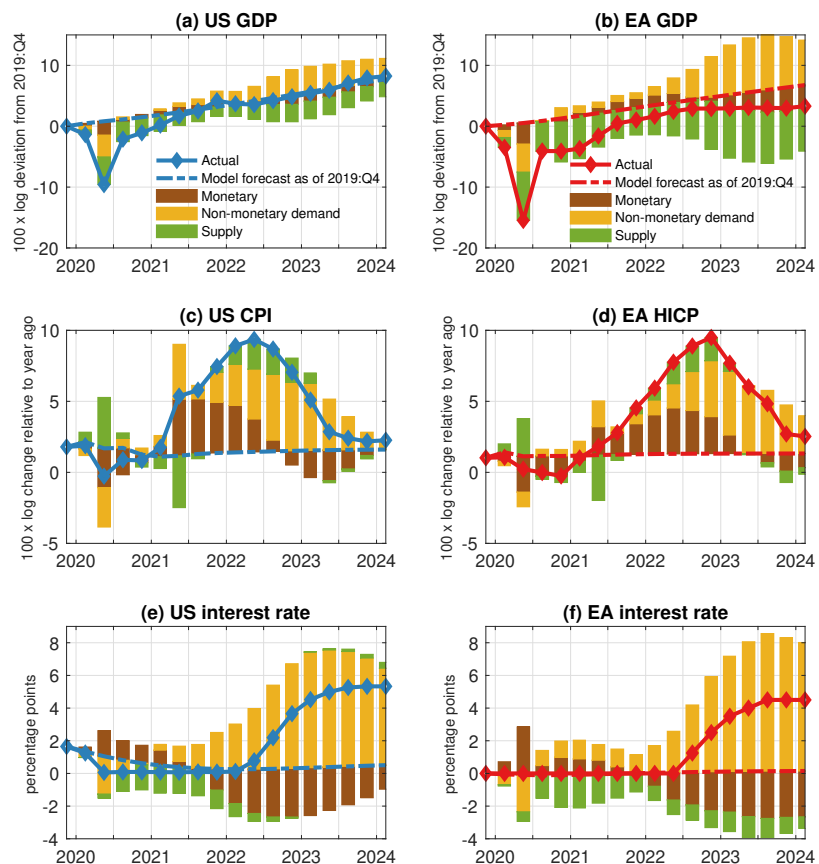 (a) US GDP
(b) EA GDP
100 x log deviation from 2019:Q4
10
0
-10
-20
Actual
Model forecast as of 2019:Q4
Monetary
Non-monetary demand
Supply
2020 2021 2022 2023 2024
100 x log deviation from 2019:Q4
10
0
-10
-20
Actual
Model forecast as of 2019:Q4
Monetary
Non-monetary demand
Supply
2020 2021 2022 2023 2024
(c) US CPI
(d) EA HICP
100 x log change relative to year ago
10
5
0
-5
2020 2021 2022 2023 2024
100 x log change relative to year ago
10
5
0
-5
2020 2021 2022 2023 2024
(e) US interest rate
(f) EA interest rate
percentage points
8
6
4
2
0
-2
-4
2020 2021 2022 2023 2024
percentage points
8
6
4
2
0
-2
-4
2020 2021 2022 2023 2024